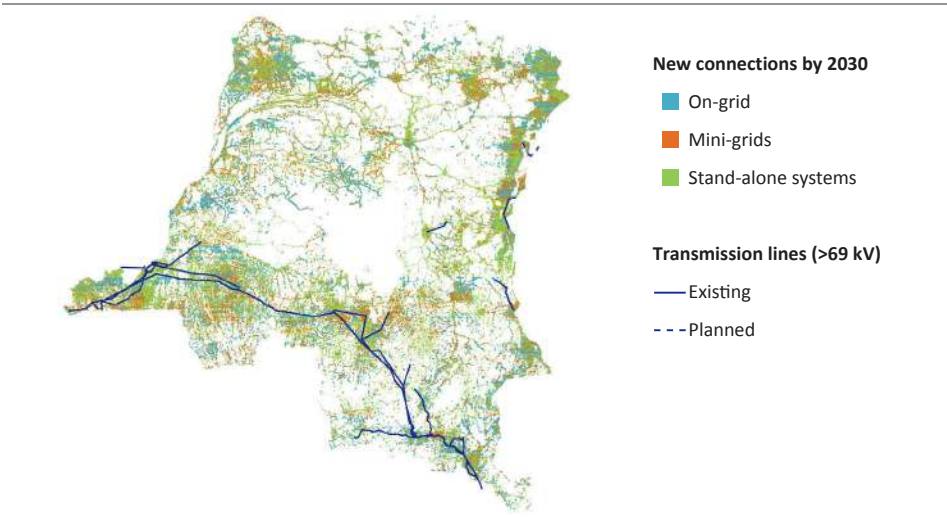 New connections by 2030
On-grid
Mini-grids
Stand-alone systems
Transmission lines (>69 kV)
Existing
Planned